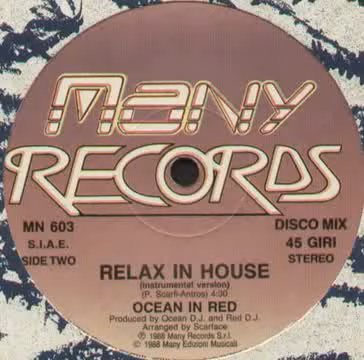 Many
RECORDS
MN 603
DISCO MIX
S.I.A.E.
45 GIRI
SIDE TWO
STEREO
RELAX IN HOUSE
(instrumental version)
(P. Scarfì-Antros) 4:30
OCEAN IN RED
Produced by Ocean D.J. and Red D.J.
Arranged by Scarface
Ⓟ 1988 Many Records S.r.l.
© 1988 Many Edizioni Musicali